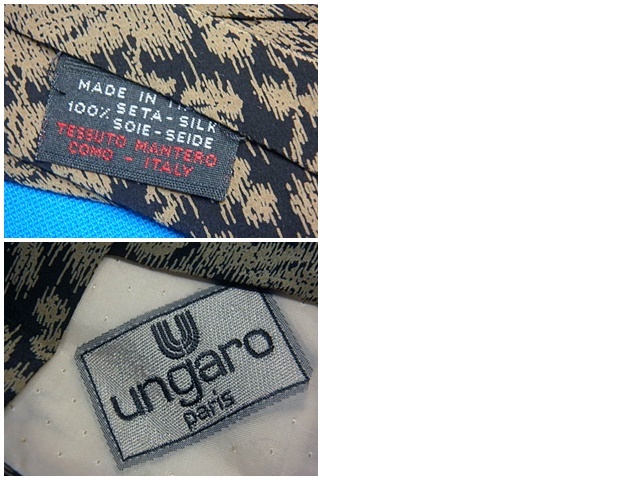 MADE IN
100% SETA-SILK
SOIE-SEIDE
TESSUTO MANTERO
COMO - ITALY
ungaro
paris